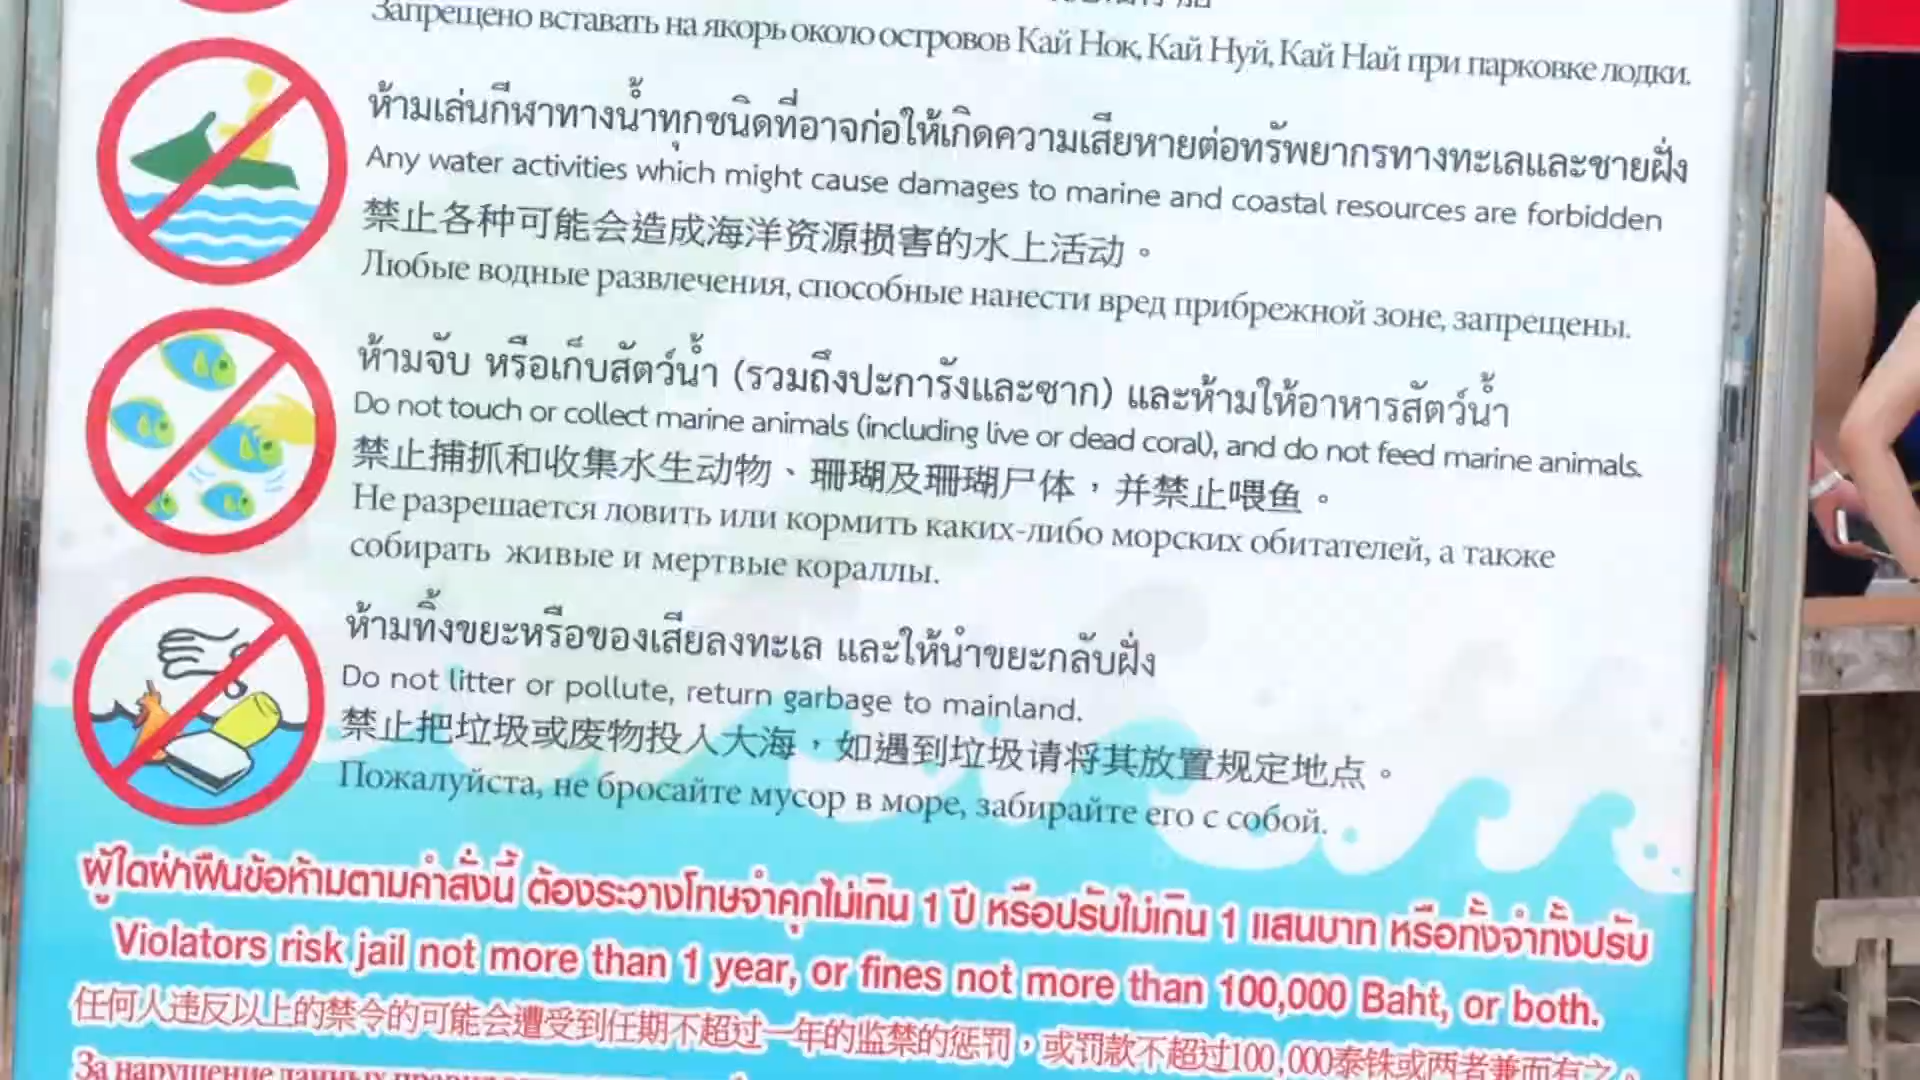 Запрещено вставать на якорь около островов Кай Нок, Кай Нуй, Кай Най при парковке лодки.
ห้ามเล่นกีฬาทางน้ำทุกชนิดที่อาจก่อให้เกิดความเสียหายต่อทรัพยากรทางทะเลและชายฝั่ง
Any water activities which might cause damages to marine and coastal resources are forbidden
禁止各种可能会造成海洋资源损害的水上活动。
Любые водные развлечения, способные нанести вред прибрежной зоне, запрещены.
ห้ามจับ หรือเก็บสัตว์น้ำ (รวมถึงปะการังและซาก) และห้ามให้อาหารสัตว์น้ำ
Do not touch or collect marine animals (including live or dead coral), and do not feed marine animals.
禁止捕抓和收集水生动物、珊瑚及珊瑚尸体，并禁止喂鱼。
Не разрешается ловить или кормить каких-либо морских обитателей, а также
собирать живые и мертвые кораллы.
ห้ามทิ้งขยะหรือของเสียลงทะเล และให้นำขยะกลับฝั่ง
Do not litter or pollute, return garbage to mainland.
禁止把垃圾或废物投入大海，如遇到垃圾请将其放置规定地点。
Пожалуйста, не бросайте мусор в море, забирайте его с собой.
ผู้ใดฝ่าฝืนข้อห้ามตามคำสั่งนี้ ต้องระวางโทษจำคุกไม่เกิน 1 ปี หรือปรับไม่เกิน 1 แสนบาท หรือทั้งจำทั้งปรับ
Violators risk jail not more than 1 year, or fines not more than 100,000 Baht, or both.
任何人违反以上的禁令的可能会遭受到任期不超过一年的监禁的惩罚，或罚款不超过100,000泰铢或两者兼而有之。
За нарушение данных